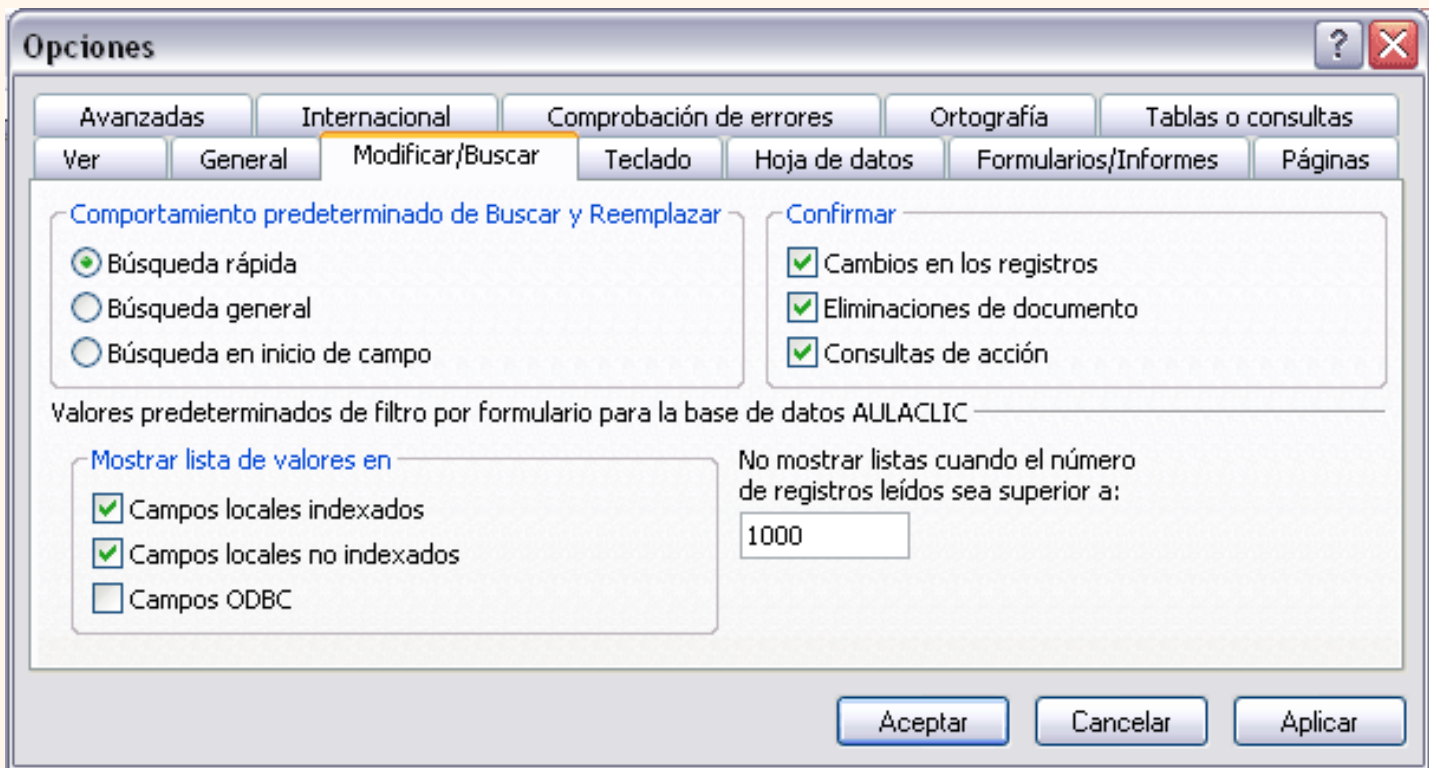 Opciones
Avanzadas Internacional Comprobación de errores Ortografía Tablas o consultas
Ver General Modificar/Buscar Teclado Hoja de datos Formularios/Informes Páginas
Comportamiento predeterminado de Buscar y Reemplazar
Búsqueda rápida
Búsqueda general
Búsqueda en inicio de campo
Confirmar
Cambios en los registros
Eliminaciones de documento
Consultas de acción
Valores predeterminados de filtro por formulario para la base de datos AULACLIC
Mostrar lista de valores en
Campos locales indexados
Campos locales no indexados
Campos ODBC
No mostrar listas cuando el número
de registros leídos sea superior a:
1000
Aceptar Cancelar Aplicar